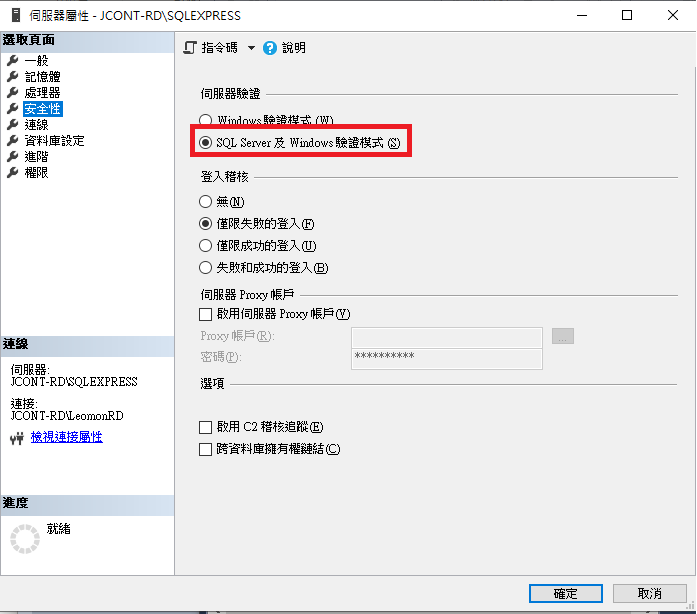 伺服器屬性 - JCONT-RD\SQLEXPRESS
選取頁面
一般
記憶體
處理器
安全性
連線
資料庫設定
進階
權限
指令碼
說明
伺服器驗證
Windows 驗證模式 (W)
SQL Server 及 Windows 驗證模式 (S)
登入稽核
無(N)
僅限失敗的登入(F)
僅限成功的登入(U)
失敗和成功的登入(B)
伺服器 Proxy 帳戶
啟用伺服器 Proxy 帳戶(Y)
Proxy 帳戶(R):
...
密碼(P):
**********
選項
啟用 C2 稽核追蹤(E)
跨資料庫擁有權鏈結(C)
連線
伺服器:
JCONT-RD\SQLEXPRESS
連接:
JCONT-RD\LeomonRD
檢視連接屬性
進度
就緒
確定
取消